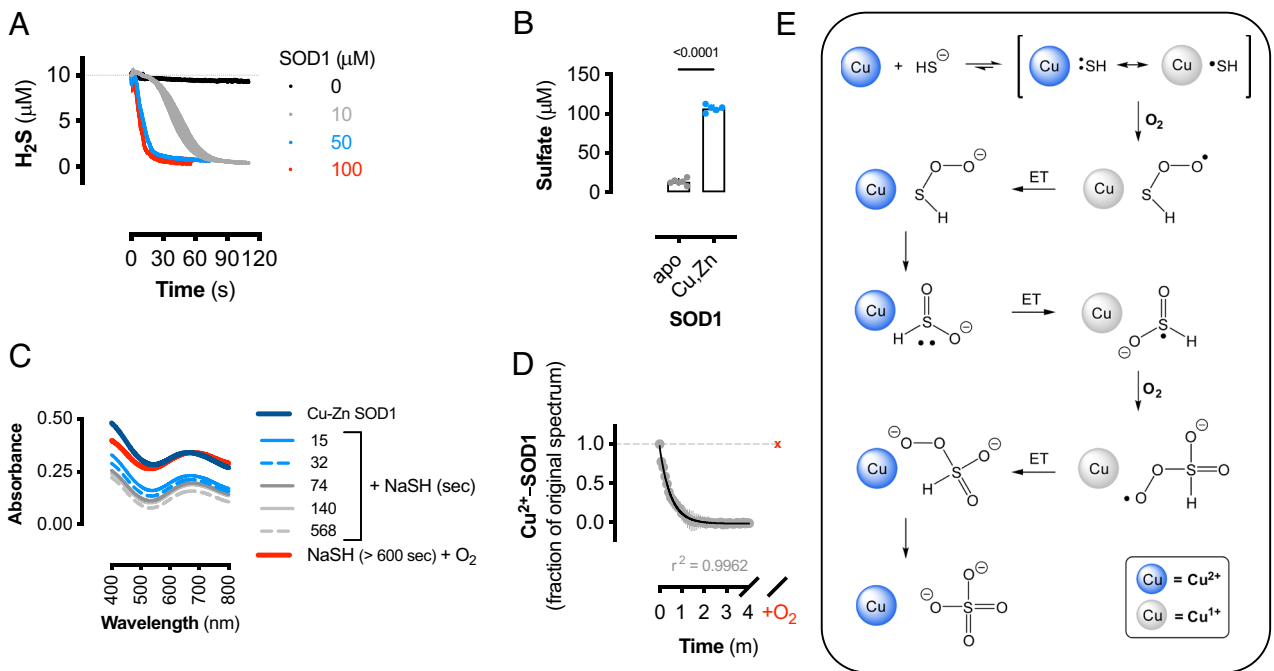 A
H2S (μM)
10
5
0
0 30 60 90 120
Time (s)
SOD1 (μM)
0
10
50
100
B
<0.0001
Sulfate (μM)
150
100
50
0
apo
Cu,Zn
SOD1
C
Absorbance
0.50
0.25
0.00
400 500 600 700 800
Wavelength (nm)
Cu-Zn SOD1
15
32
74
140
568
+ NaSH (sec)
NaSH (> 600 sec) + O2
D
Cu2+–SOD1
(fraction of original spectrum)
1.0
0.5
0.0
x
r2 = 0.9962
0 1 2 3 4 +O2
Time (m)
E
Cu + HS⊖ ⇌ [ Cu :SH ↔ Cu •SH ]
O2
Cu S O O⊖ H ET Cu S O O• H
Cu H S O O⊖ •• ET Cu ⊖ O S • O H
O2
Cu ⊖ O O S H O⊖ O ET Cu • O O S O⊖ O H
Cu ⊖ O S O⊖ O O
Cu = Cu2+
Cu = Cu1+